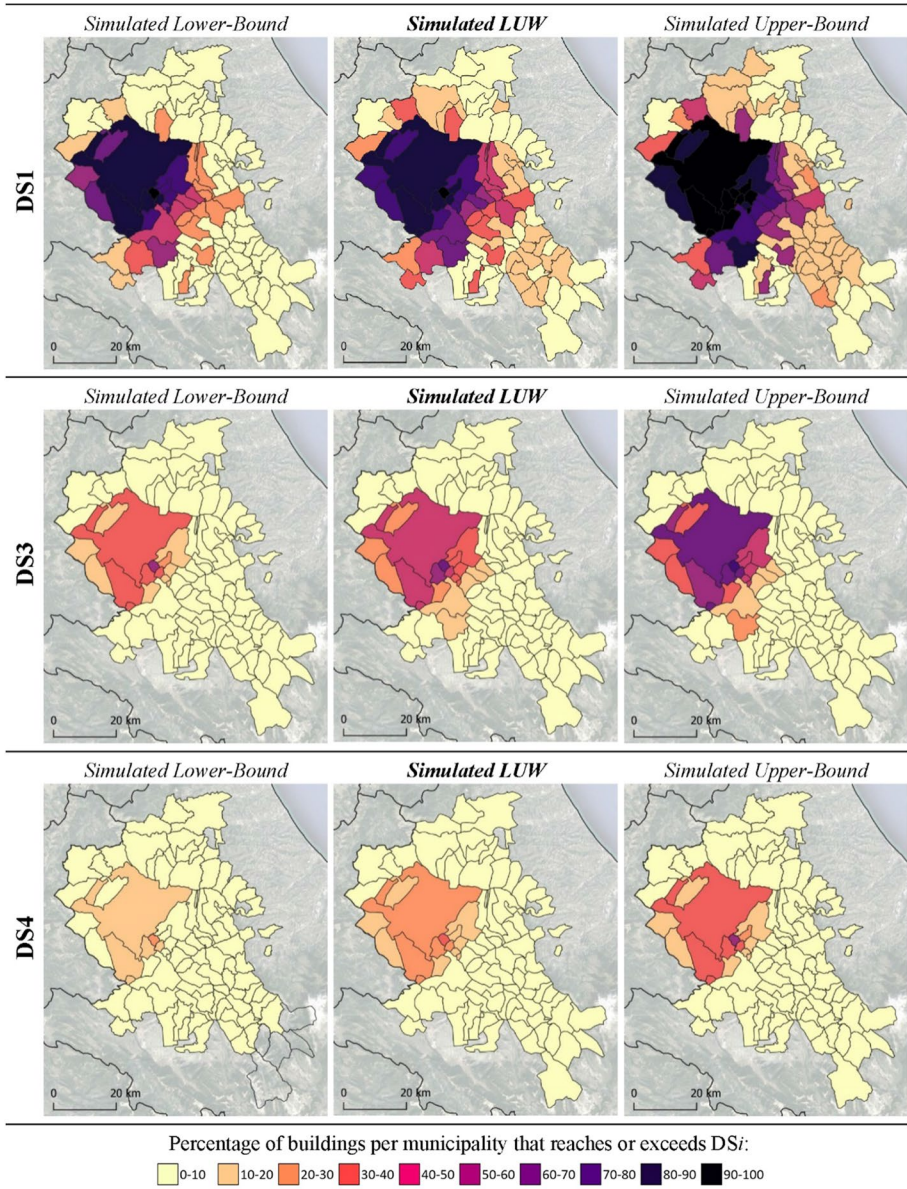 Simulated Lower-Bound Simulated LUW Simulated Upper-Bound
DS1
0 20 km 0 20 km 0 20 km
Simulated Lower-Bound Simulated LUW Simulated Upper-Bound
DS3
0 20 km 0 20 km 0 20 km
Simulated Lower-Bound Simulated LUW Simulated Upper-Bound
DS4
0 20 km 0 20 km 0 20 km
Percentage of buildings per municipality that reaches or exceeds DSi:
0-10 10-20 20-30 30-40 40-50 50-60 60-70 70-80 80-90 90-100